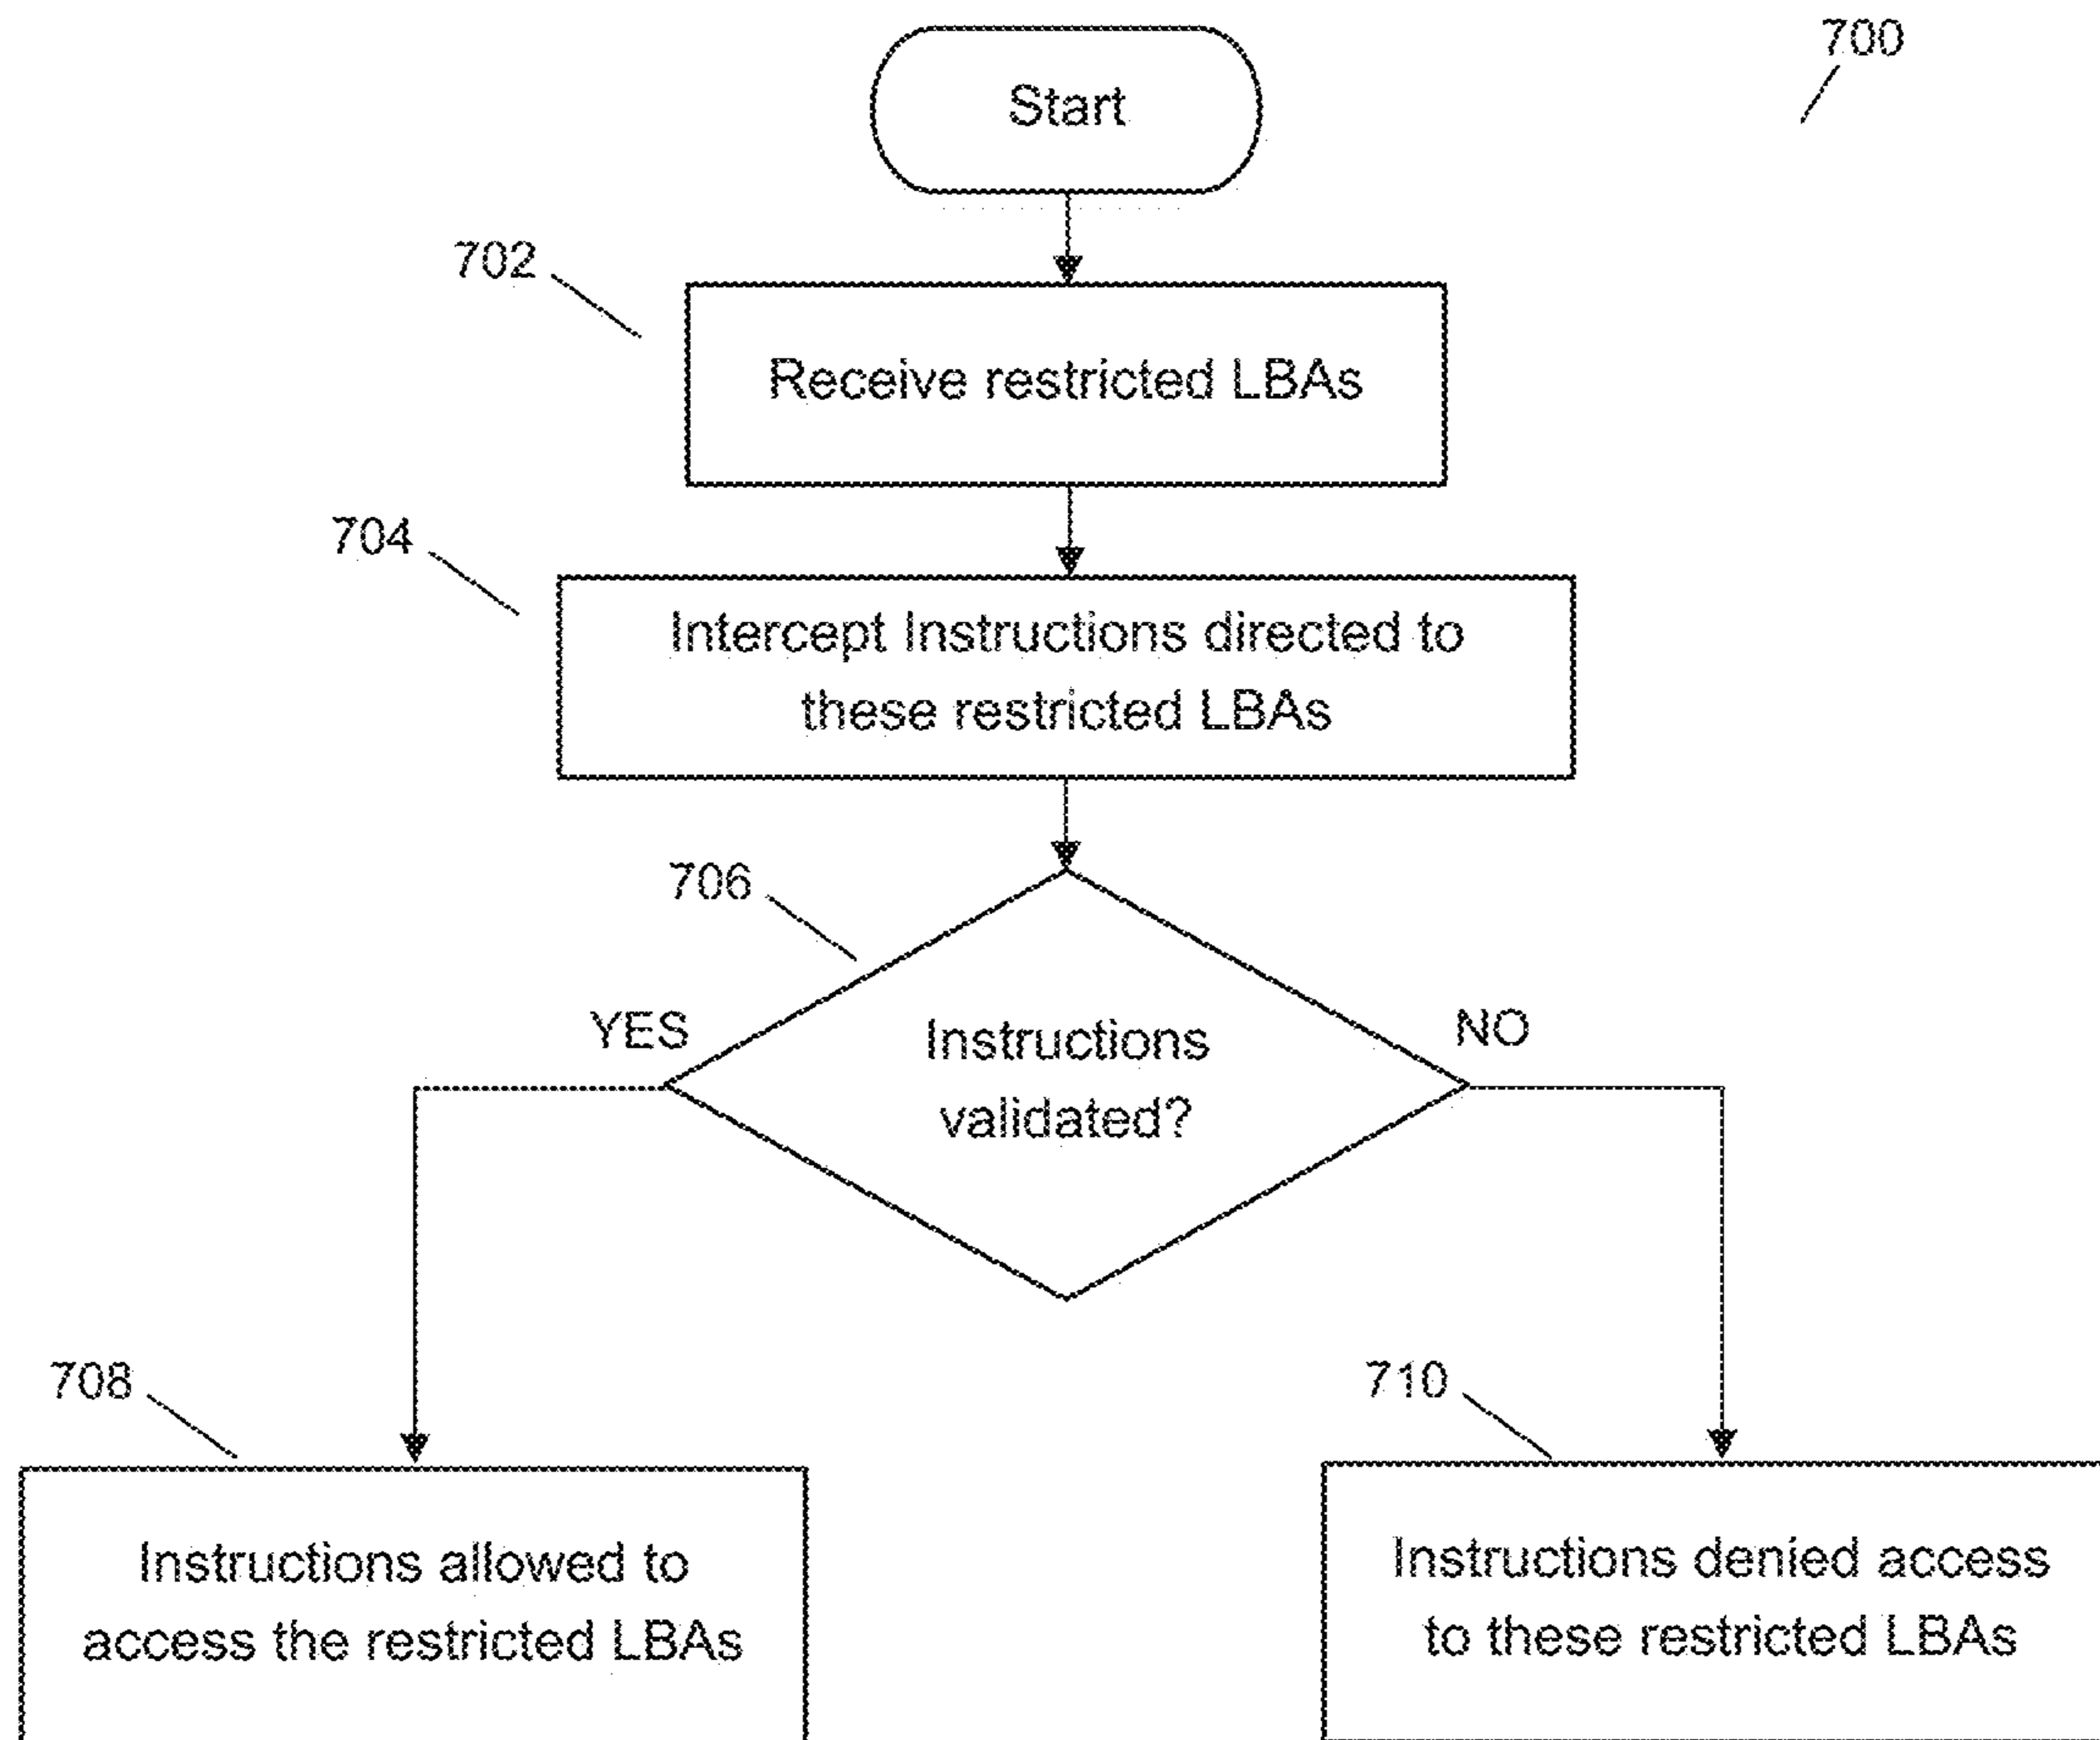 700
Start
702
Receive restricted LBAs
704
Intercept Instructions directed to
these restricted LBAs
706
YES
NO
Instructions
validated?
708
710
Instructions allowed to
access the restricted LBAs
Instructions denied access
to these restricted LBAs